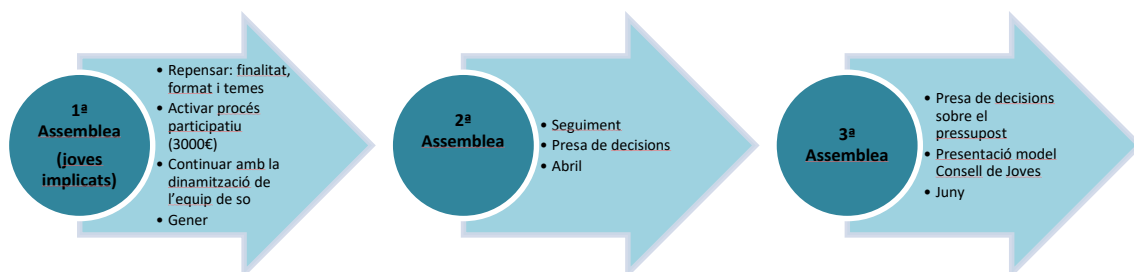 1ª
Assemblea
(joves
implicats)
• Repensar: finalitat,
format i temes
• Activar procés
participatiu
(3000€)
• Continuar amb la
dinamització de
l'equip de so
• Gener
2ª
Assemblea
• Seguiment
• Presa de decisions
• Abril
3ª
Assemblea
• Presa de decisions
sobre el
pressupost
• Presentació model
Consell de Joves
• Juny